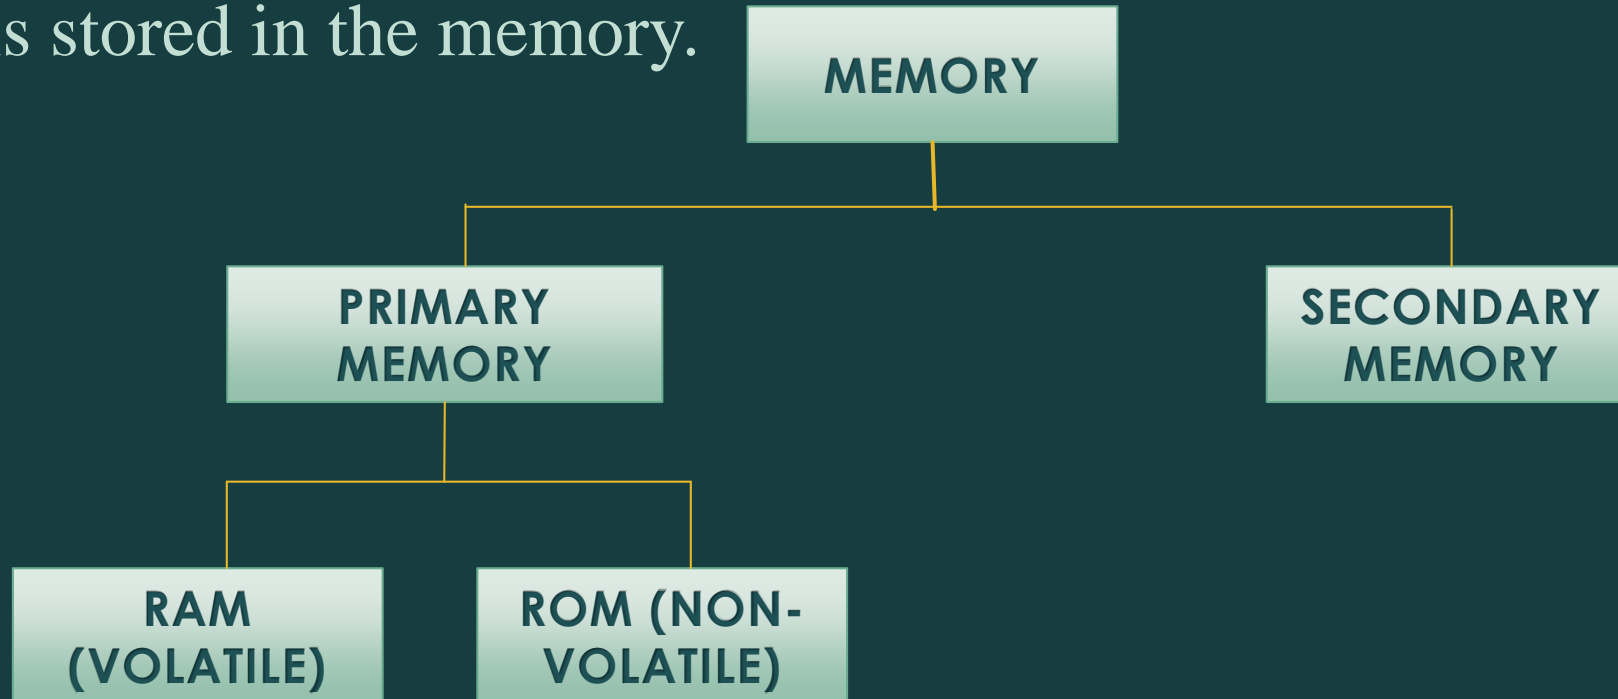 s stored in the memory.
MEMORY
PRIMARY
MEMORY
SECONDARY
MEMORY
RAM
(VOLATILE)
ROM (NON-
VOLATILE)